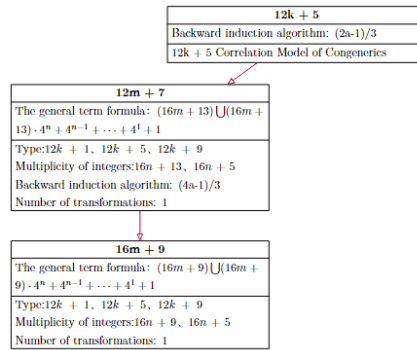 12k + 5
Backward induction algorithm: (2a-1)/3
12k + 5 Correlation Model of Congenerics
12m + 7
The general term formula: (16m + 13)⋃(16m +
13) · 4ⁿ + 4ⁿ⁻¹ + · · · + 4¹ + 1
Type:12k + 1、12k + 5、12k + 9
Multiplicity of integers:16n + 13、16n + 5
Backward induction algorithm: (4a-1)/3
Number of transformations: 1
16m + 9
The general term formula: (16m + 9)⋃(16m +
9) · 4ⁿ + 4ⁿ⁻¹ + · · · + 4¹ + 1
Type:12k + 1、12k + 5、12k + 9
Multiplicity of integers:16n + 9、16n + 5
Number of transformations: 1